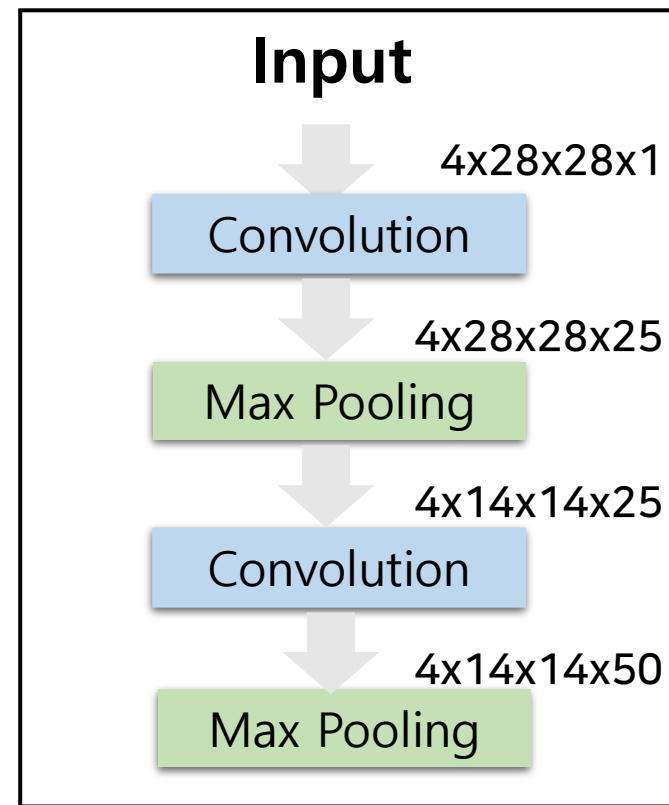 Input
4x28x28x1
Convolution
4x28x28x25
Max Pooling
4x14x14x25
Convolution
4x14x14x50
Max Pooling